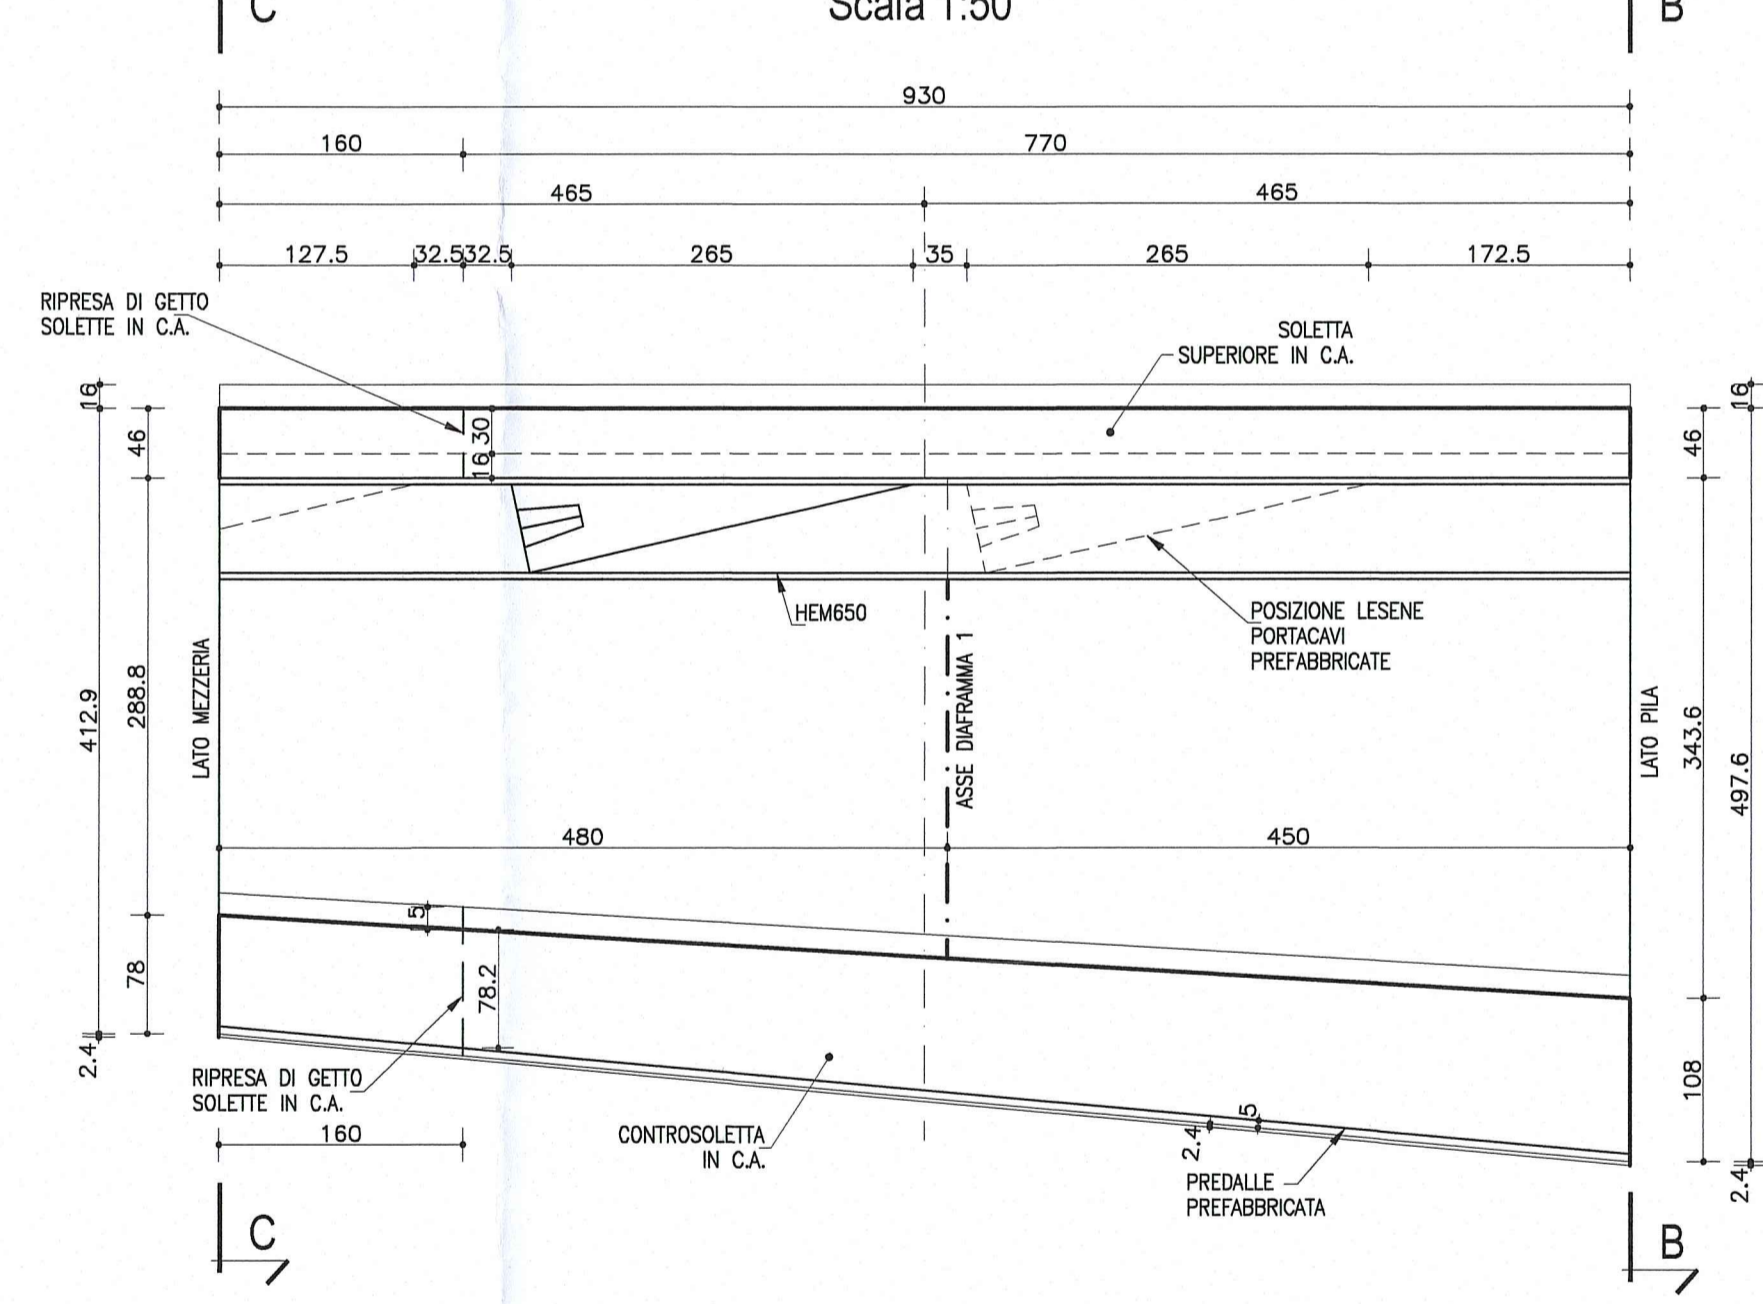 C
Scala 1:50
B
930
160
770
465
465
127.5
32.5
32.5
265
35
265
172.5
RIPRESA DI GETTO
SOLETTE IN C.A.
SOLETTA
SUPERIORE IN C.A.
16
46
30
16
16
46
HEM650
POSIZIONE LESENE
PORTACAVI
PREFABBRICATE
412.9
288.8
LATO MEZZERIA
ASSE DIAFRAMMA 1
LATO PILA
343.6
497.6
480
450
5
78
78.2
2.4
108
2.4
RIPRESA DI GETTO
SOLETTE IN C.A.
160
CONTROSOLETTA
IN C.A.
2.4
5
PREDALLE
PREFABBRICATA
C
B